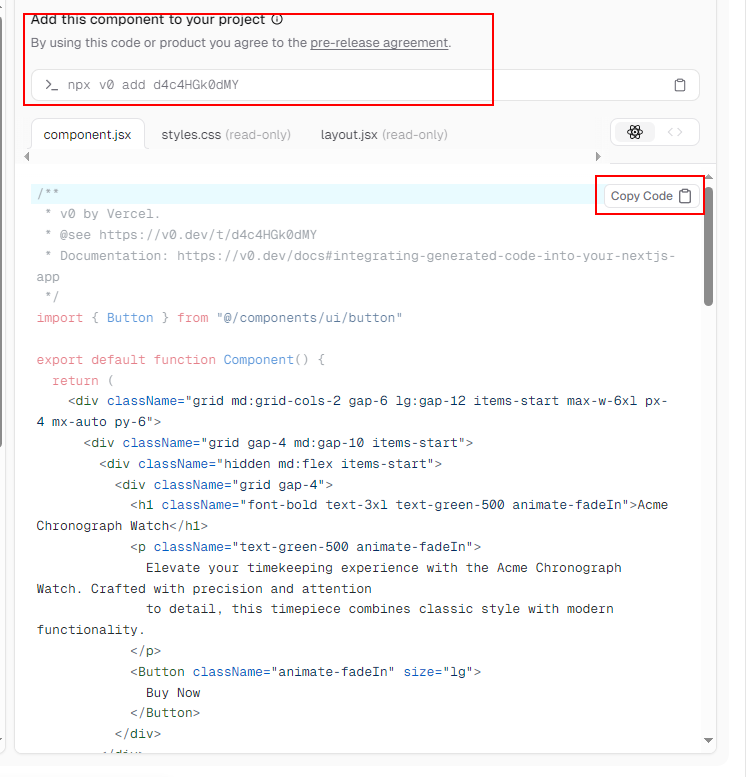 Add this component to your project
By using this code or product you agree to the pre-release agreement.
npx v0 add d4c4HGk0dMY
component.jsx styles.css (read-only) layout.jsx (read-only)
Copy Code
/**
* v0 by Vercel.
* @see https://v0.dev/t/d4c4HGk0dMY
* Documentation: https://v0.dev/docs#integrating-generated-code-into-your-nextjs-
app
*/
import { Button } from "@/components/ui/button"
export default function Component() {
return (
<div className="grid md:grid-cols-2 gap-6 lg:gap-12 items-start max-w-6xl px-
4 mx-auto py-6">
<div className="grid gap-4 md:gap-10 items-start">
<div className="hidden md:flex items-start">
<div className="grid gap-4">
<h1 className="font-bold text-3xl text-green-500 animate-fadeIn">Acme
Chronograph Watch</h1>
<p className="text-green-500 animate-fadeIn">
Elevate your timekeeping experience with the Acme Chronograph
Watch. Crafted with precision and attention
to detail, this timepiece combines classic style with modern
functionality.
</p>
<Button className="animate-fadeIn" size="lg">
Buy Now
</Button>
</div>
</div>